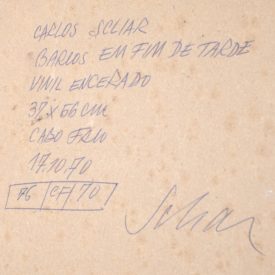 CARLOS SCLIAR
BARCOS EM FIM DE TARDE
VINIL ENCERADO
37 x 56 cm
CABO FRIO
17.10.70
76 CF 70
Scliar